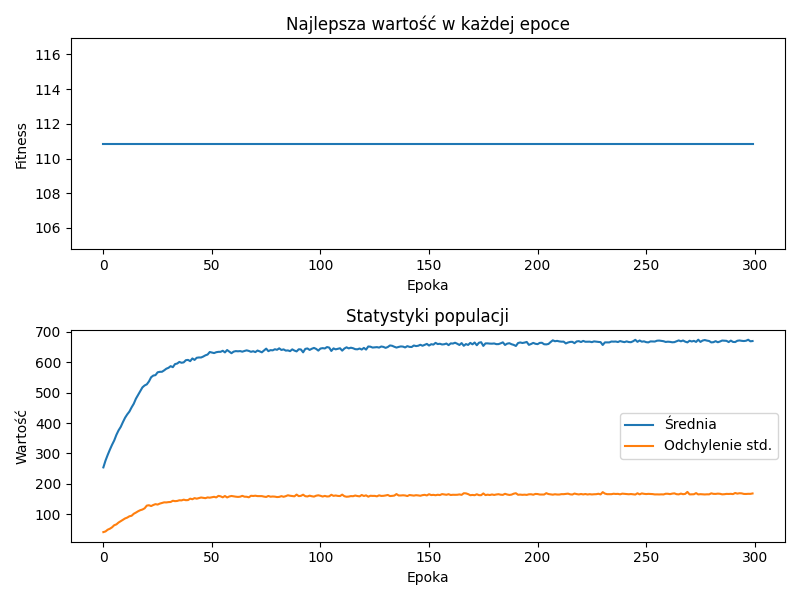 Najlepsza wartość w każdej epoce
116
114
112
110
108
106
Fitness
0 50 100 150 200 250 300
Epoka
Statystyki populacji
700
600
500
400
300
200
100
Wartość
Średnia
Odchylenie std.
0 50 100 150 200 250 300
Epoka